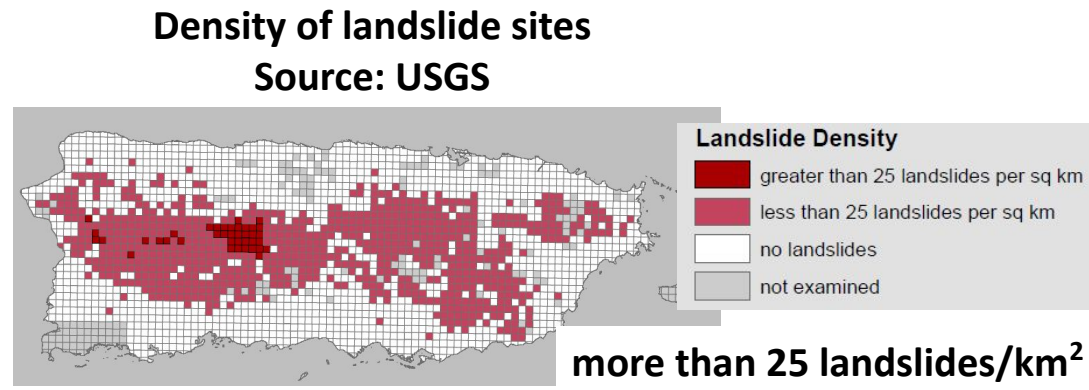 Density of landslide sites
Source: USGS
Landslide Density
greater than 25 landslides per sq km
less than 25 landslides per sq km
no landslides
not examined
more than 25 landslides/km²